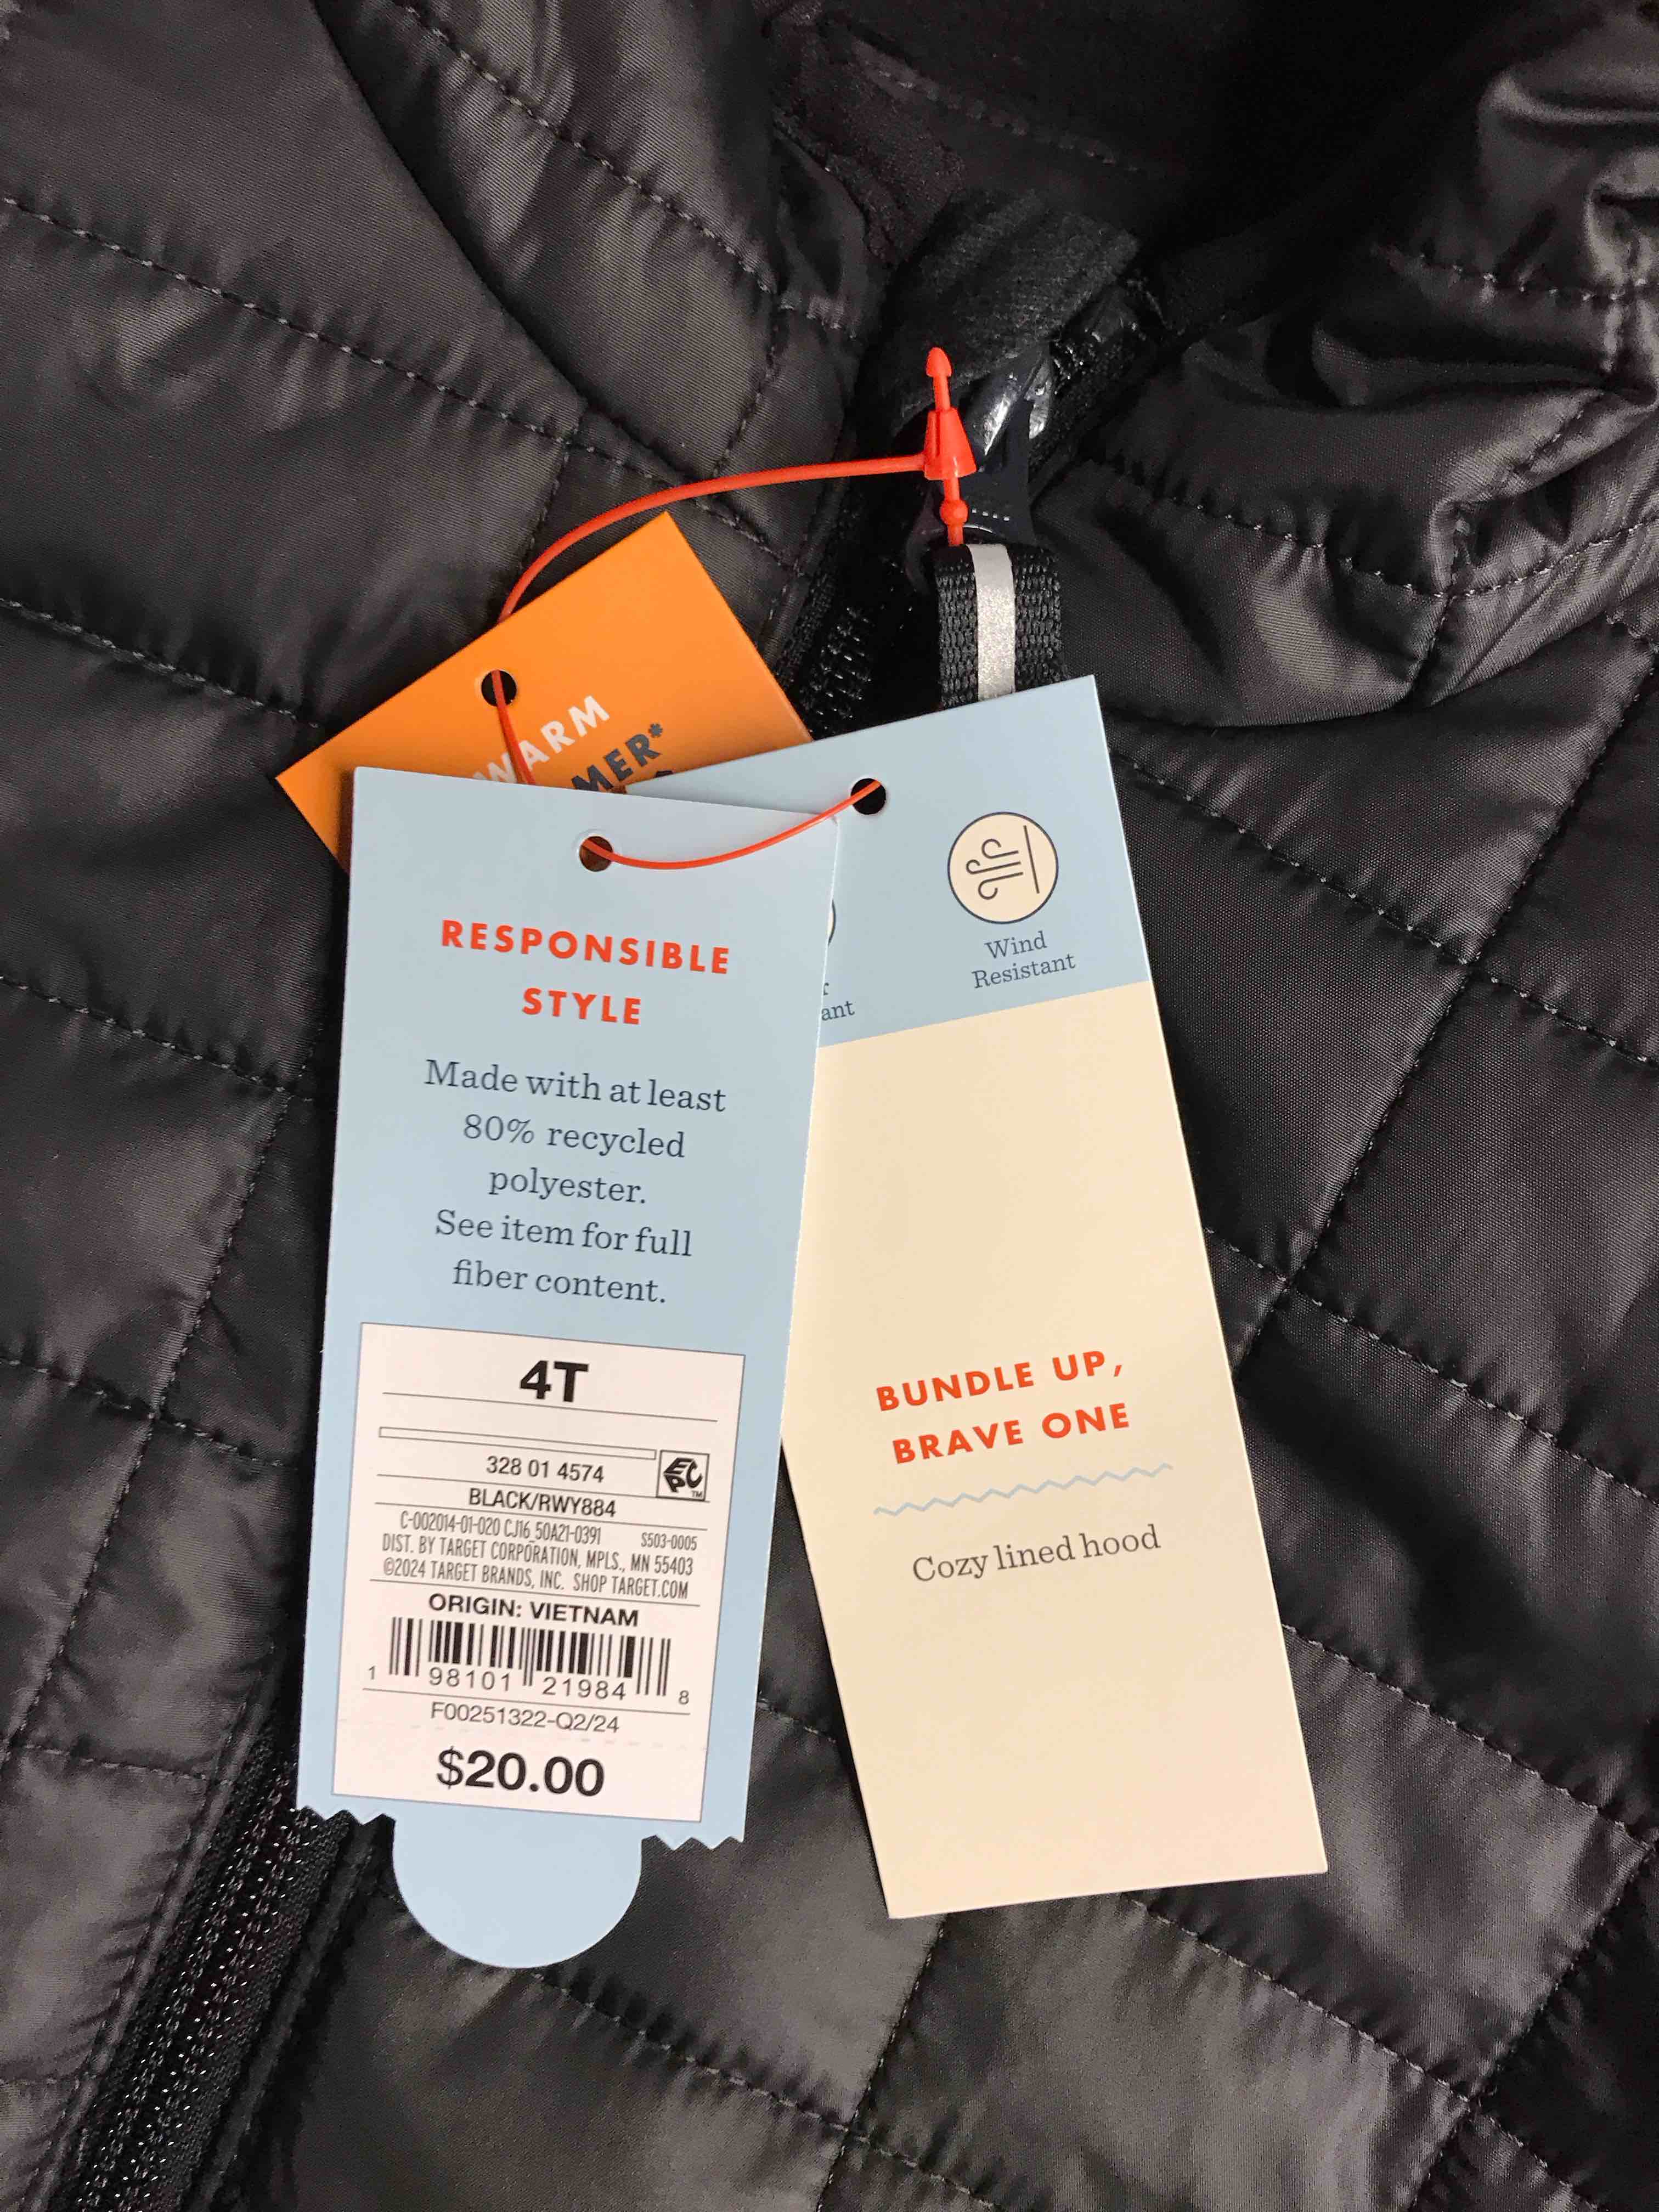 WARM
RESPONSIBLE
STYLE
Made with at least
80% recycled
polyester.
See item for full
fiber content.
4T
328 01 4574
EPC TM
BLACK/RWY884
C-002014-01-020 CJ16 50A21-0391 S503-0005
DIST. BY TARGET CORPORATION, MPLS., MN 55403
©2024 TARGET BRANDS, INC. SHOP TARGET.COM
ORIGIN: VIETNAM
1 98101 21984 8
F00251322-Q2/24
$20.00
Wind
Resistant
BUNDLE UP,
BRAVE ONE
Cozy lined hood